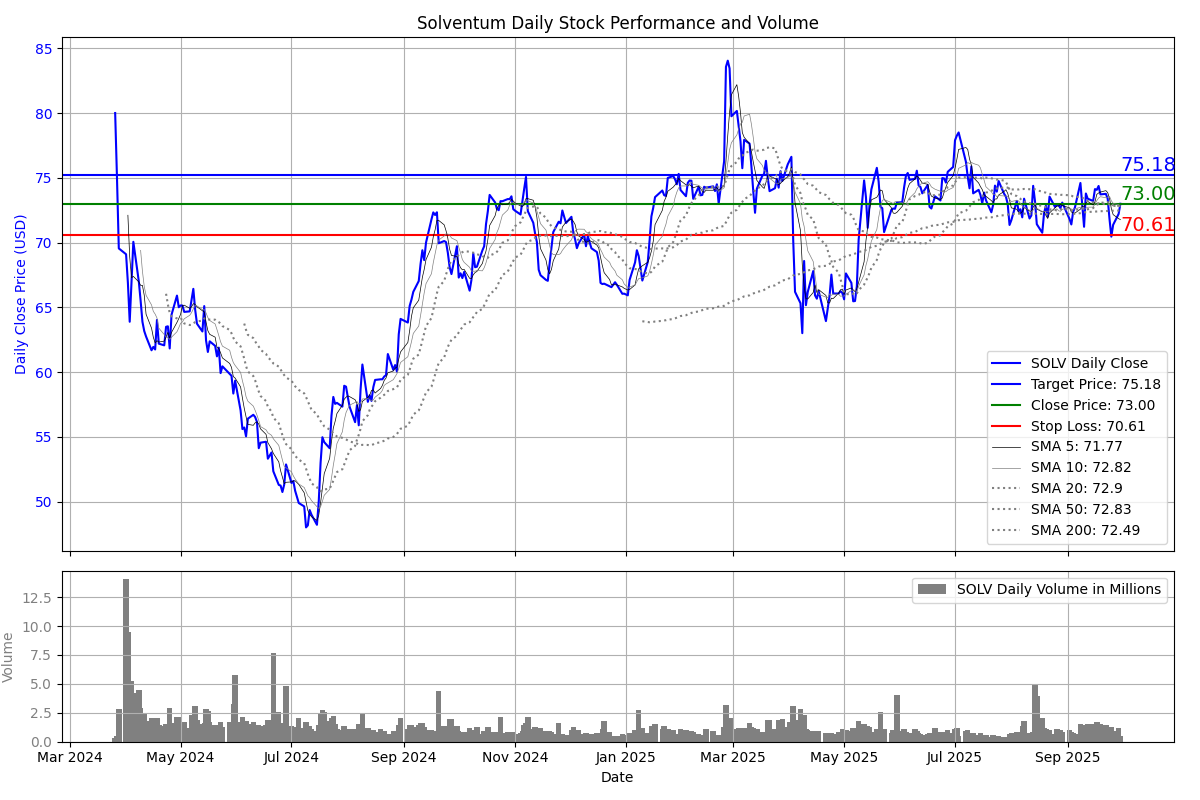 Solventum Daily Stock Performance and Volume
Daily Close Price (USD)
85
80
75
70
65
60
55
50
75.18
73.00
70.61
SOLV Daily Close
Target Price: 75.18
Close Price: 73.00
Stop Loss: 70.61
SMA 5: 71.77
SMA 10: 72.82
SMA 20: 72.9
SMA 50: 72.83
SMA 200: 72.49
Volume
12.5
10.0
7.5
5.0
2.5
0.0
SOLV Daily Volume in Millions
Mar 2024
May 2024
Jul 2024
Sep 2024
Nov 2024
Jan 2025
Mar 2025
May 2025
Jul 2025
Sep 2025
Date